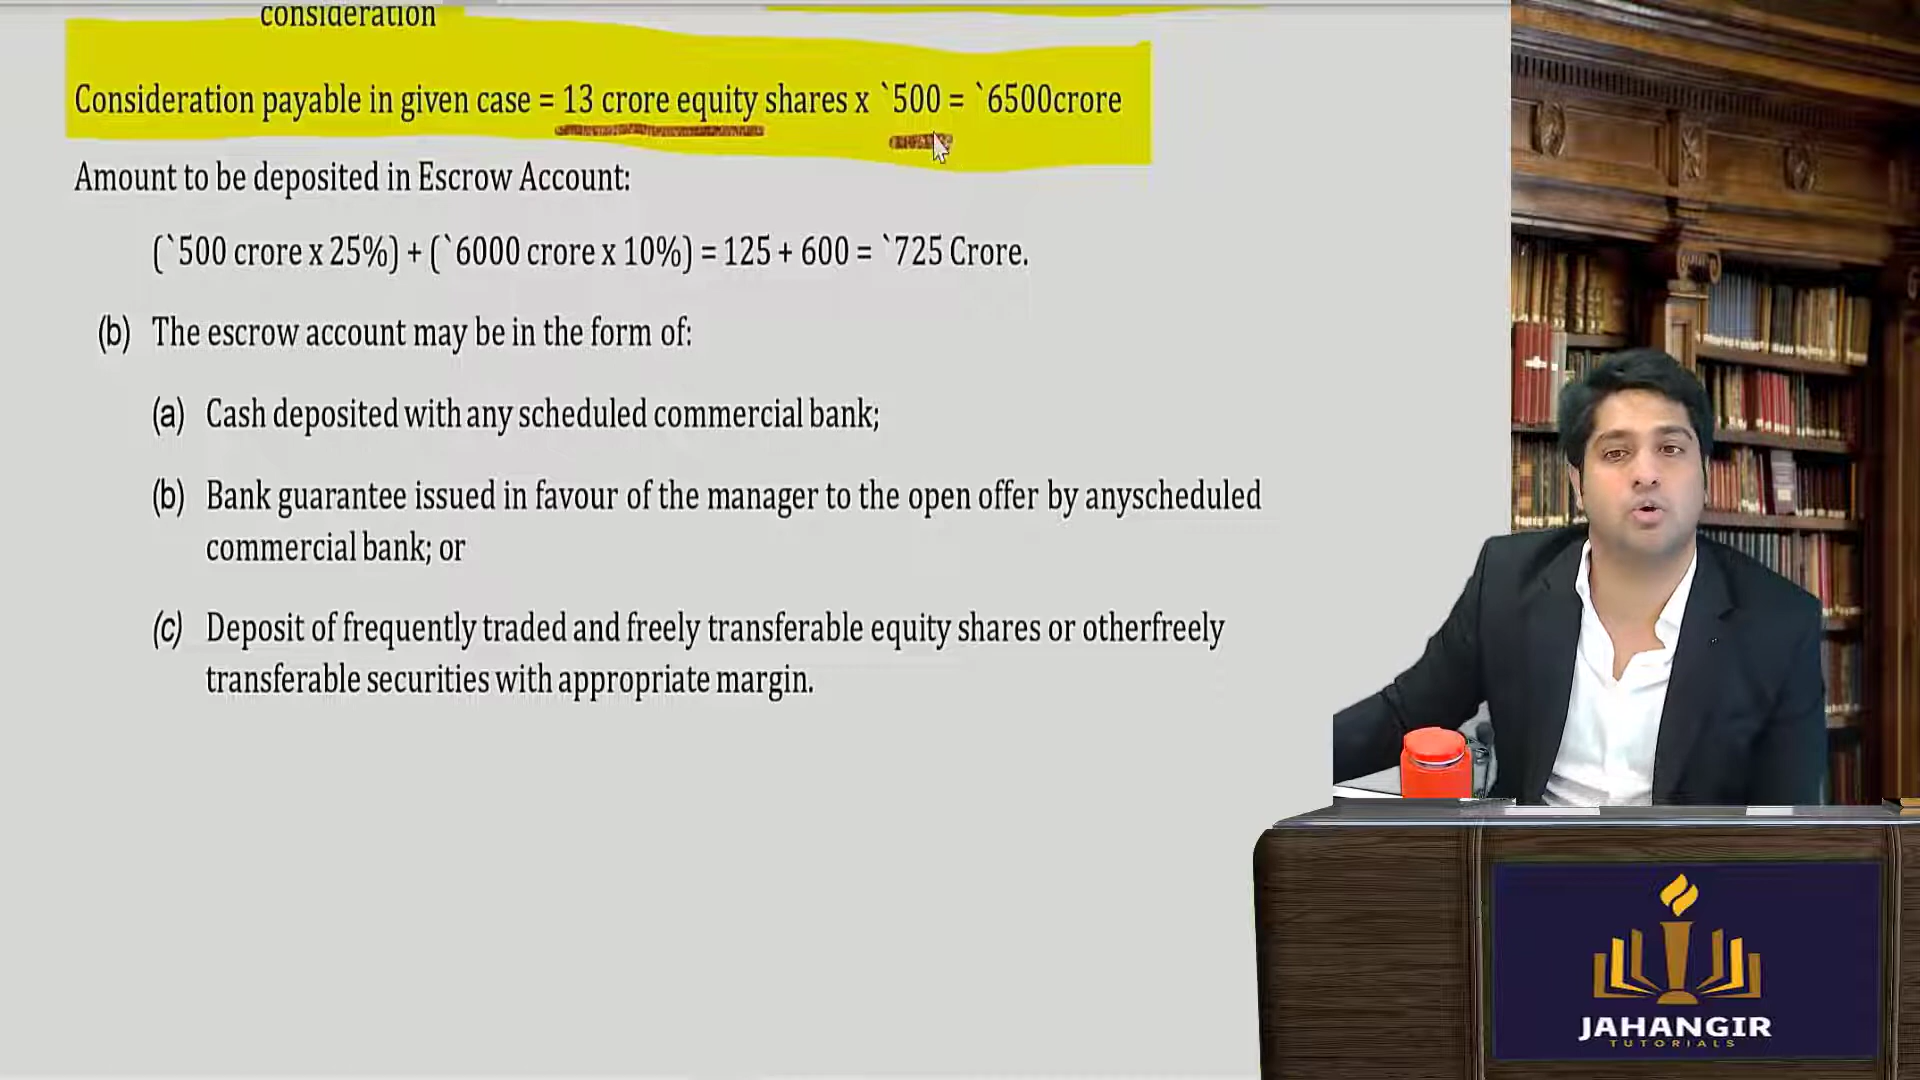 consideration
Consideration payable in given case = 13 crore equity shares x `500 = `6500crore
Amount to be deposited in Escrow Account:
(`500 crore x 25%) + (`6000 crore x 10%) = 125 + 600 = `725 Crore.
(b) The escrow account may be in the form of:
(a) Cash deposited with any scheduled commercial bank;
(b) Bank guarantee issued in favour of the manager to the open offer by anyscheduled
commercial bank; or
(c) Deposit of frequently traded and freely transferable equity shares or otherfreely
transferable securities with appropriate margin.
JAHANGIR
TUTORIALS